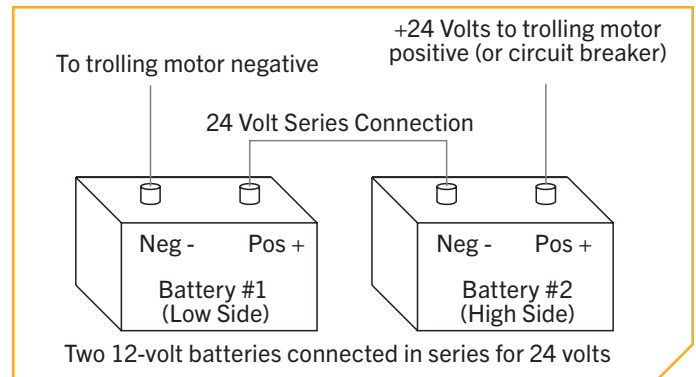 +24 Volts to trolling motor
positive (or circuit breaker)
To trolling motor negative
24 Volt Series Connection
Neg - Pos +
Battery #1
(Low Side)
Neg - Pos +
Battery #2
(High Side)
Two 12-volt batteries connected in series for 24 volts